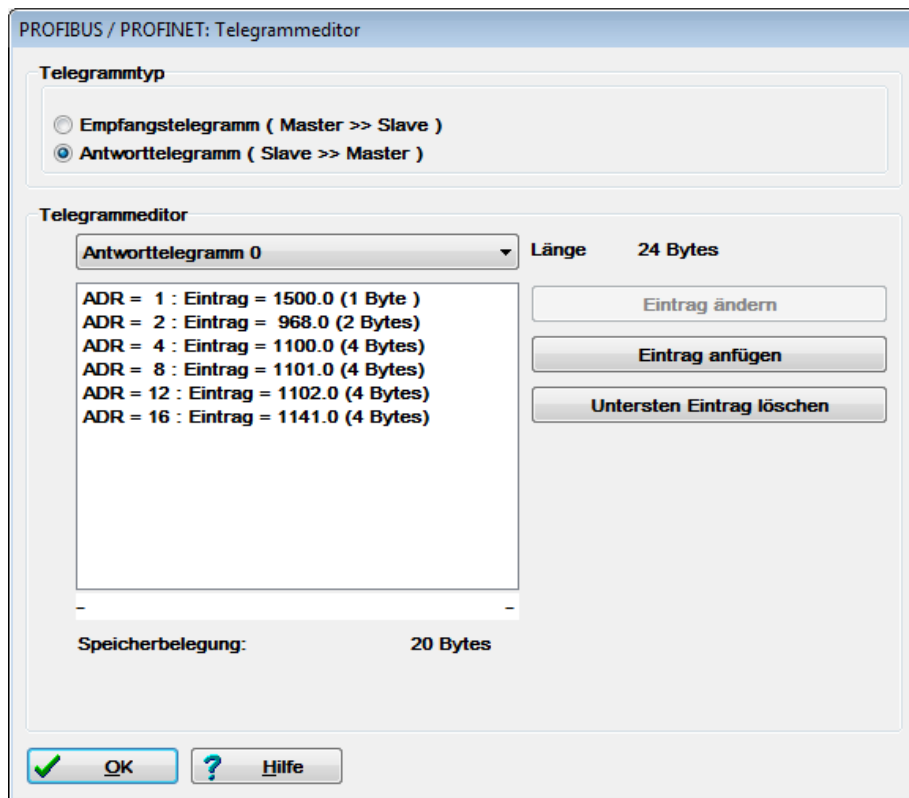 PROFIBUS / PROFINET: Telegrammeditor
Telegrammtyp
Empfangstelegramm ( Master >> Slave )
Antworttelegramm ( Slave >> Master )
Telegrammeditor
Antworttelegramm 0
Länge 24 Bytes
ADR = 1 : Eintrag = 1500.0 (1 Byte )
ADR = 2 : Eintrag = 968.0 (2 Bytes)
ADR = 4 : Eintrag = 1100.0 (4 Bytes)
ADR = 8 : Eintrag = 1101.0 (4 Bytes)
ADR = 12 : Eintrag = 1102.0 (4 Bytes)
ADR = 16 : Eintrag = 1141.0 (4 Bytes)
Eintrag ändern
Eintrag anfügen
Untersten Eintrag löschen
– –
Speicherbelegung: 20 Bytes
OK
? Hilfe